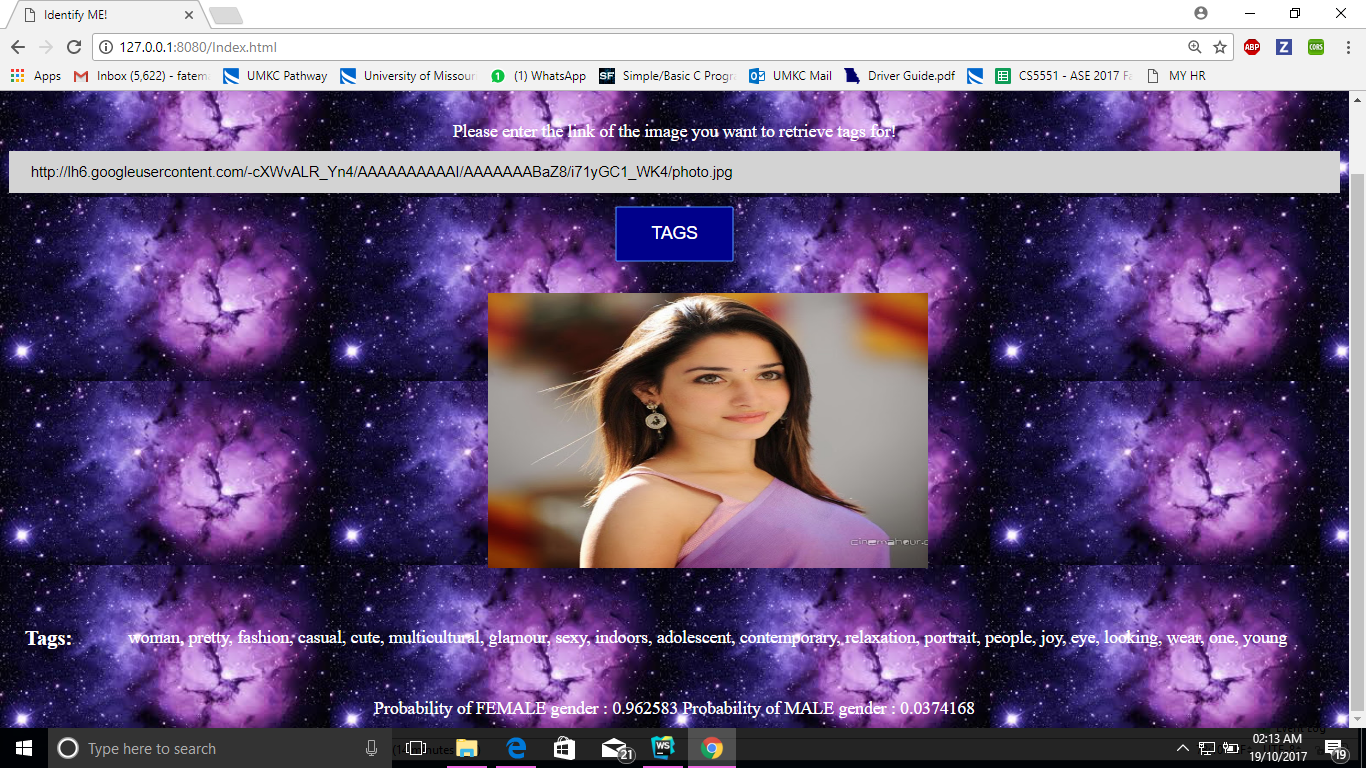 Identify ME!
127.0.0.1:8080/Index.html
ABP Z CORS
Apps Inbox (5,622) - fatem UMKC Pathway University of Missour (1) WhatsApp SF Simple/Basic C Progra UMKC Mail Driver Guide.pdf CS5551 - ASE 2017 MY HR
Please enter the link of the image you want to retrieve tags for!
http://lh6.googleusercontent.com/-cXWvALR_Yn4/AAAAAAAAAAI/AAAAAAABaZ8/i71yGC1_WK4/photo.jpg
TAGS
cinemahour.c
Tags: woman, pretty, fashion, casual, cute, multicultural, glamour, sexy, indoors, adolescent, contemporary, relaxation, portrait, people, joy, eye, looking, wear, one, young
Probability of FEMALE gender : 0.962583 Probability of MALE gender : 0.0374168
Type here to search
21
WS
02:13 AM
19/10/2017
19